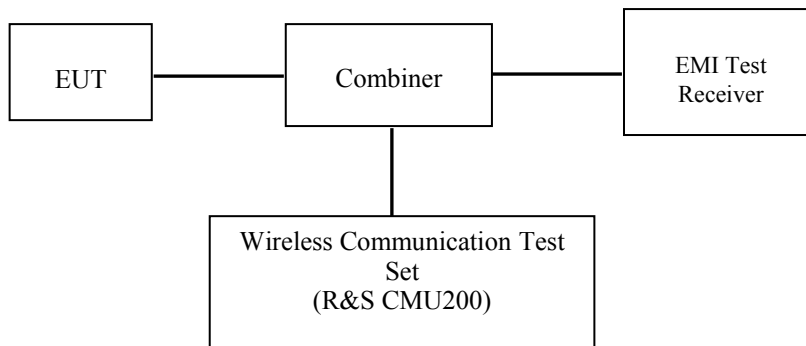 EUT
Combiner
EMI Test
Receiver
Wireless Communication Test
Set
(R&S CMU200)